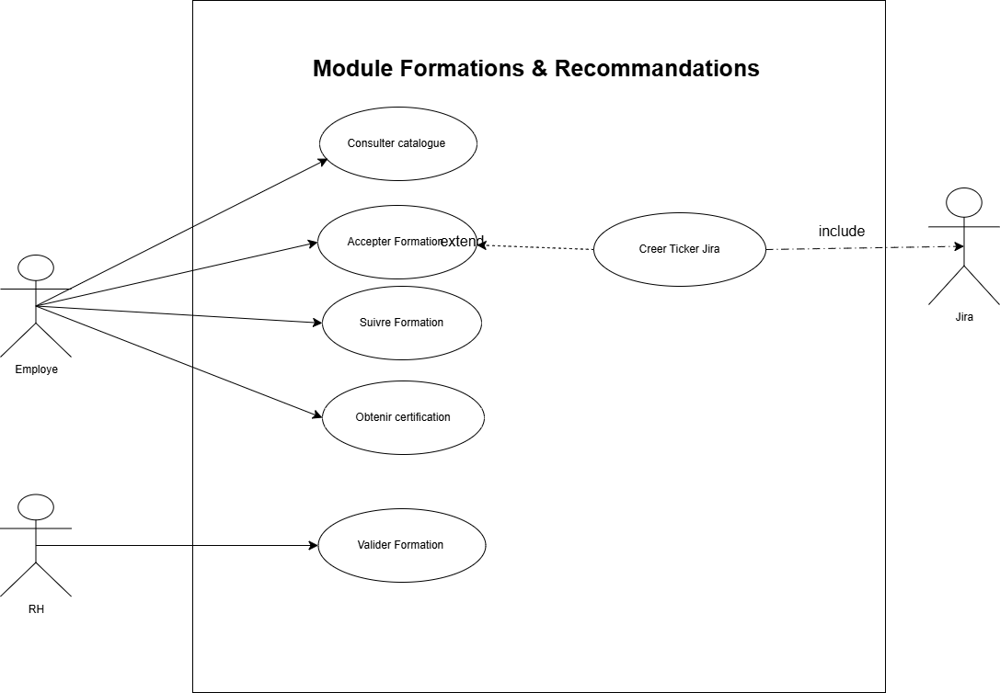 Module Formations & Recommandations
Consulter catalogue
Accepter Formation
extend
Creer Ticker Jira
include
Jira
Suivre Formation
Employe
Obtenir certification
Valider Formation
RH